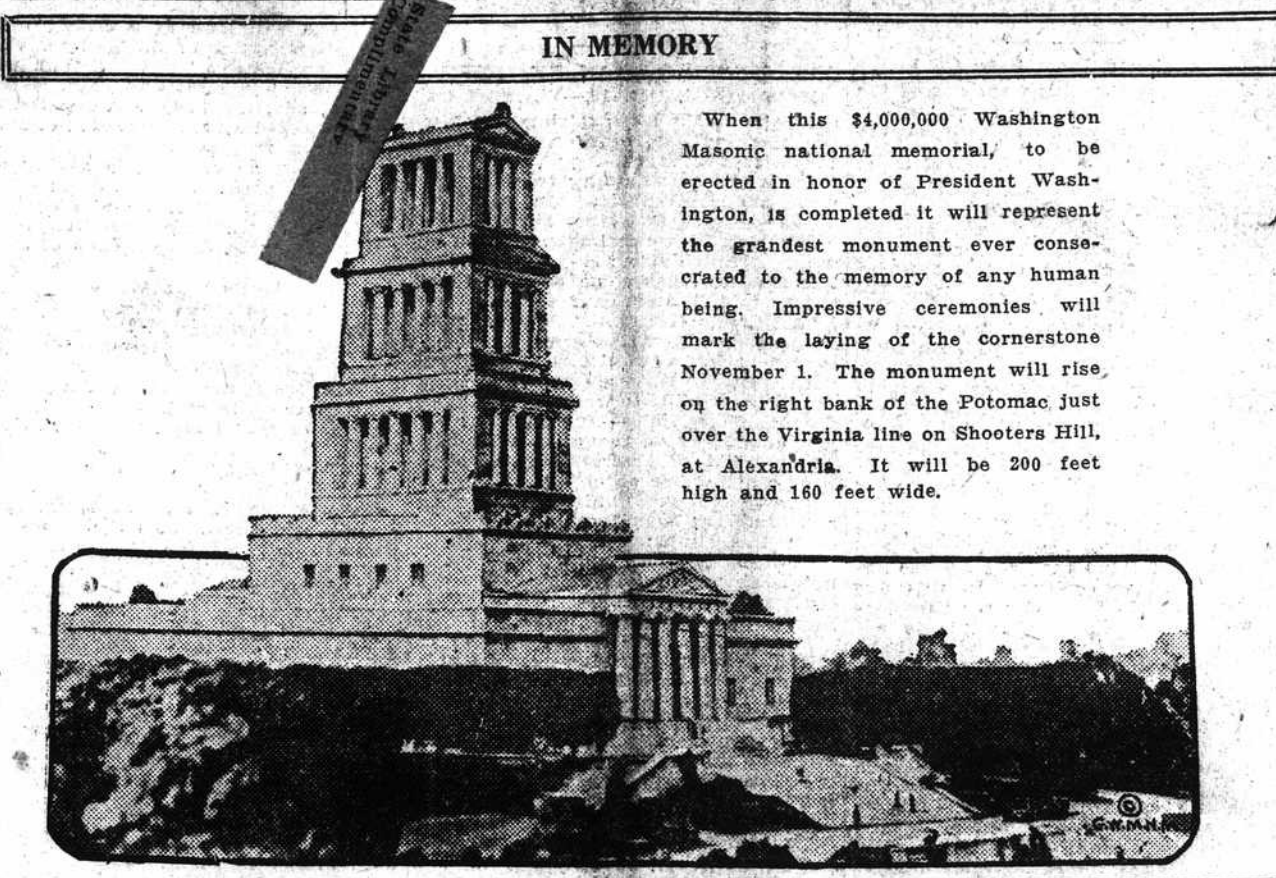 IN MEMORY
State Library
Compliments
When this $4,000,000 Washington
Masonic national memorial, to be
erected in honor of President Wash-
ington, is completed it will represent
the grandest monument ever conse-
crated to the memory of any human
being. Impressive ceremonies will
mark the laying of the cornerstone
November 1. The monument will rise
on the right bank of the Potomac just
over the Virginia line on Shooters Hill,
at Alexandria. It will be 200 feet
high and 160 feet wide.
©